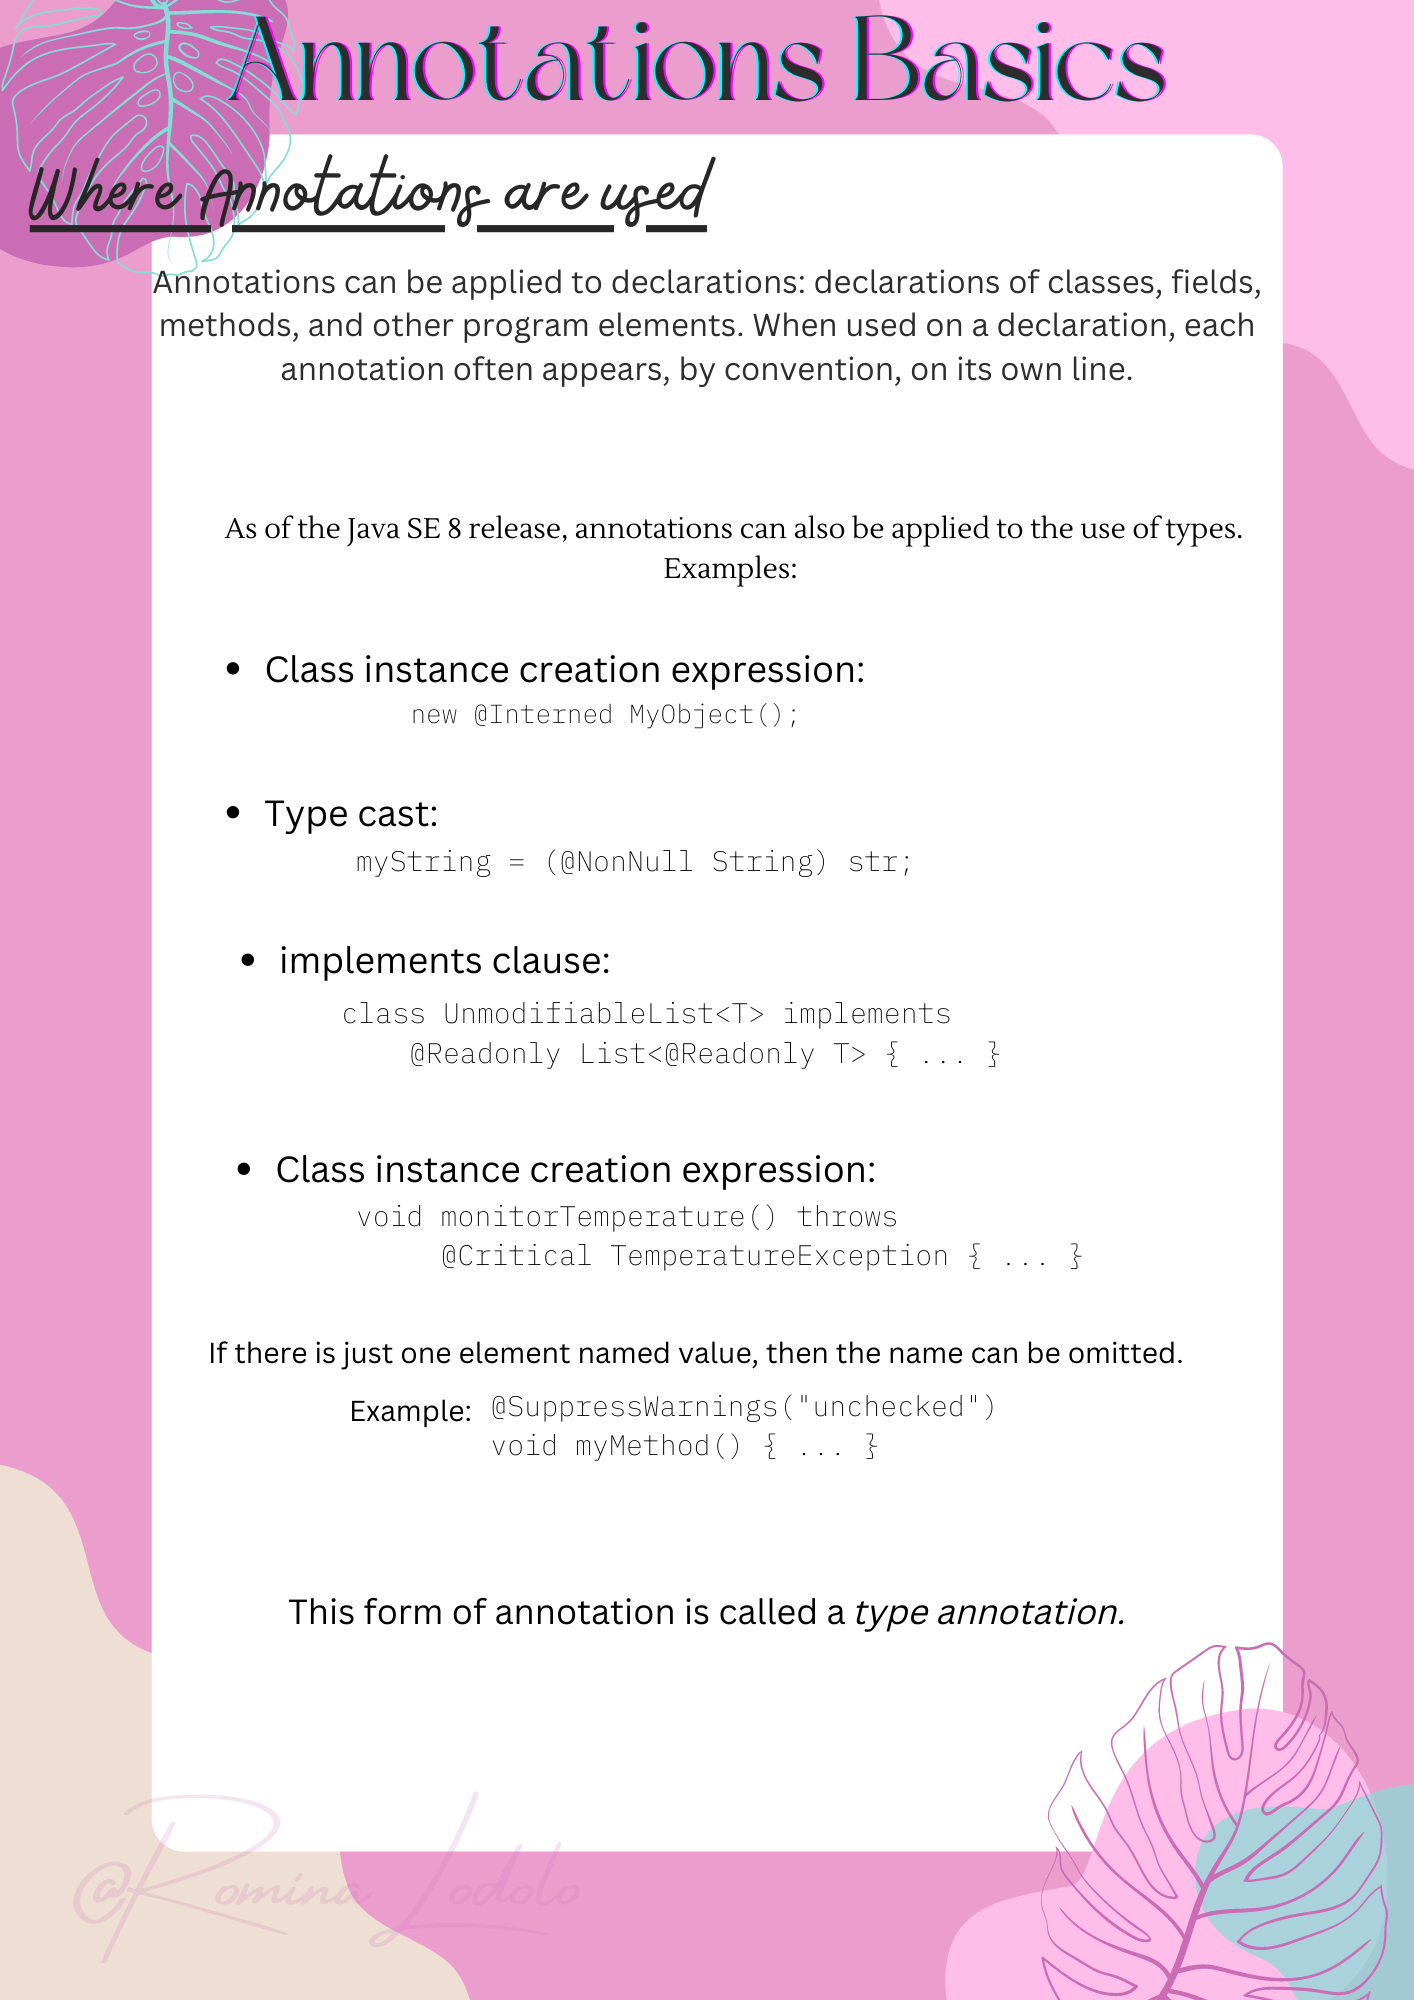 Annotations Basics
Where Annotations are used
Annotations can be applied to declarations: declarations of classes, fields,
methods, and other program elements. When used on a declaration, each
annotation often appears, by convention, on its own line.
As of the Java SE 8 release, annotations can also be applied to the use of types.
Examples:
• Class instance creation expression:
new @Interned MyObject();
• Type cast:
myString = (@NonNull String) str;
• implements clause:
class UnmodifiableList<T> implements
@Readonly List<@Readonly T> { ... }
• Class instance creation expression:
void monitorTemperature() throws
@Critical TemperatureException { ... }
If there is just one element named value, then the name can be omitted.
Example: @SuppressWarnings("unchecked")
void myMethod() { ... }
This form of annotation is called a type annotation.
@Romina Lodolo